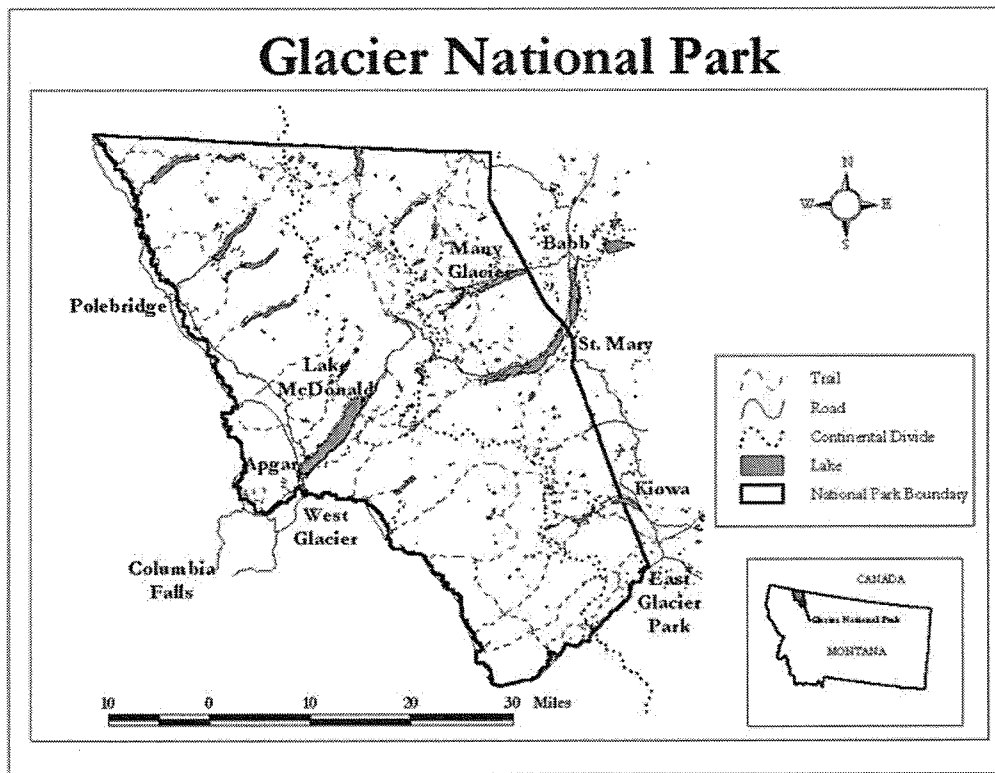 Glacier National Park
N
W E
S
Babb
Many
Glacier
Polebridge
St. Mary
Lake
McDonald
Apgar
Kiowa
West
Glacier
Columbia
Falls
East
Glacier
Park
Trail
Road
Continental Divide
Lake
National Park Boundary
CANADA
Glacier National Park
MONTANA
10 0 10 20 30 Miles